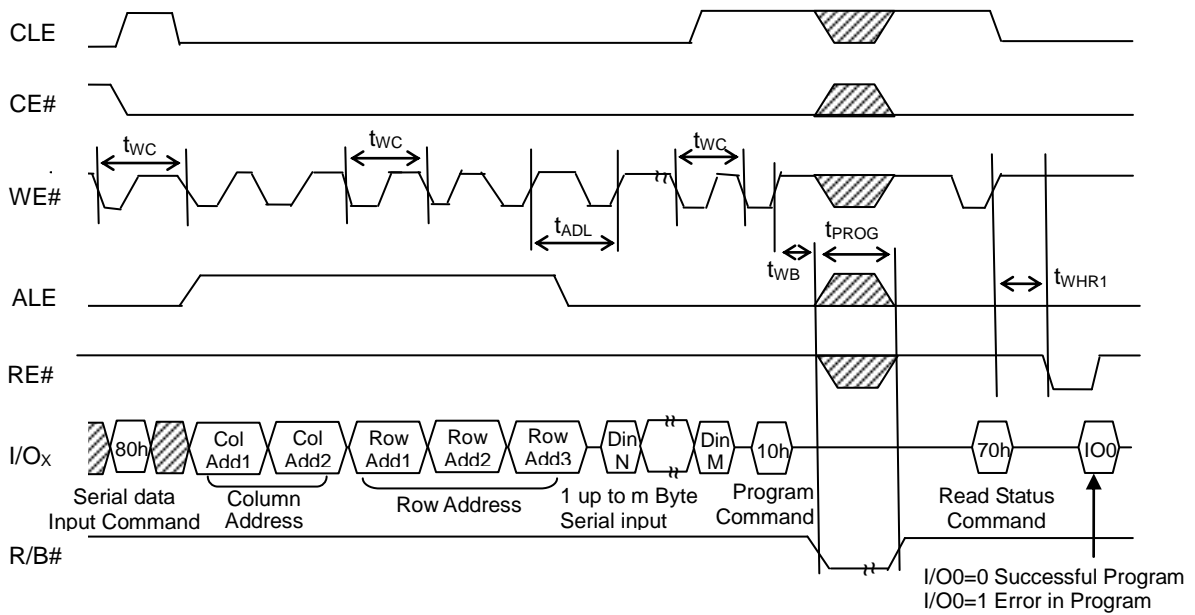 CLE
CE#
tWC
tWC
tWC
WE#
tADL
tPROG
tWB
tWHR1
ALE
RE#
I/OX
80h
Col Add1
Col Add2
Row Add1
Row Add2
Row Add3
Din N
Din M
10h
70h
IO0
Serial data
Input Command
Column
Address
Row Address
1 up to m Byte
Serial input
Program
Command
Read Status
Command
R/B#
I/O0=0 Successful Program
I/O0=1 Error in Program